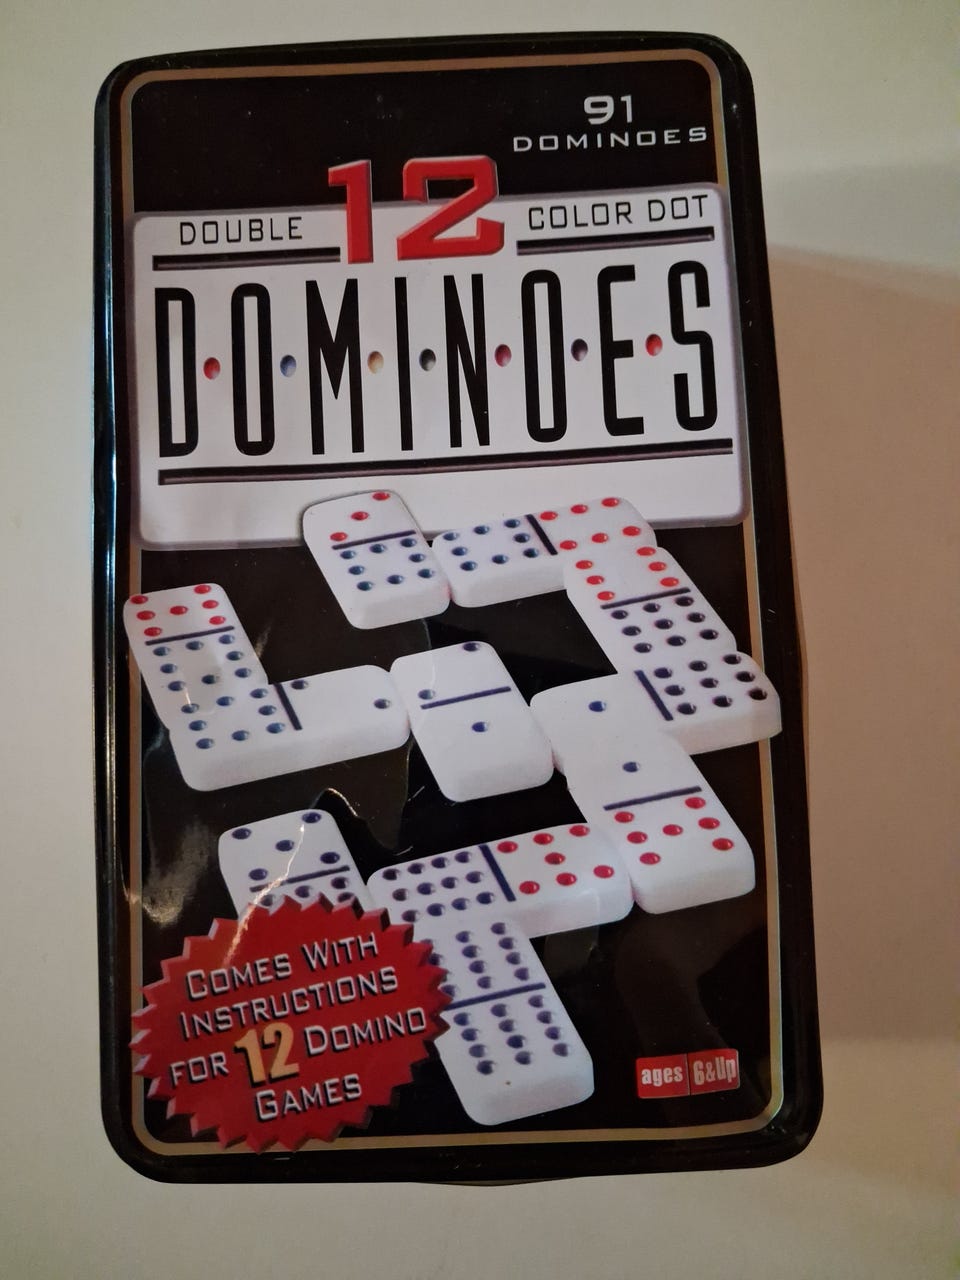 91
DOMINOES
DOUBLE 12 COLOR DOT
DOMINOES
COMES WITH
INSTRUCTIONS
FOR 12 DOMINO
GAMES
ages 6&Up